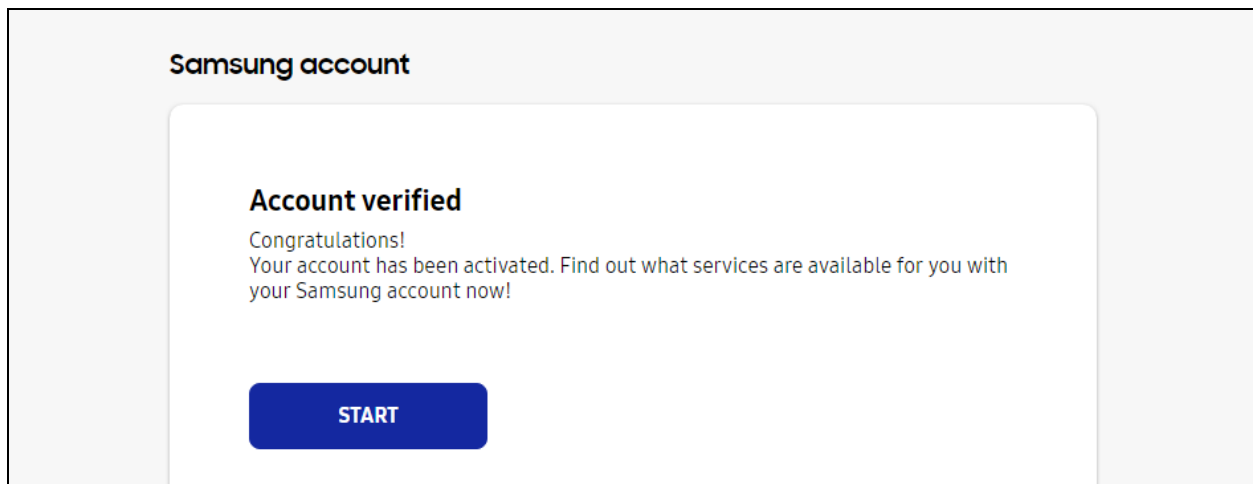 Samsung account
Account verified
Congratulations!
Your account has been activated. Find out what services are available for you with
your Samsung account now!
START